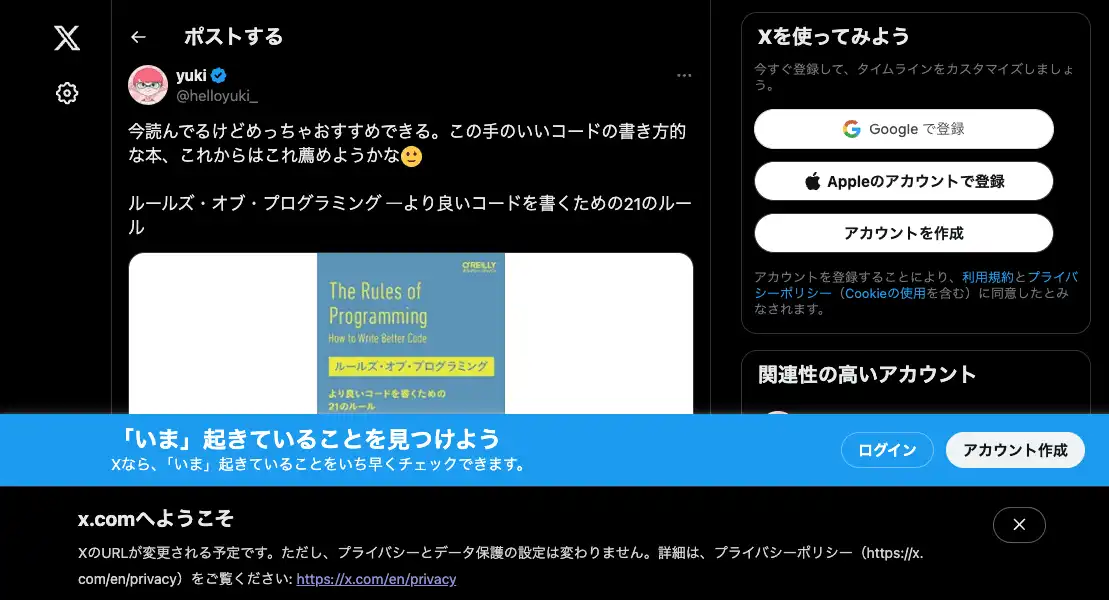 ポストする
yuki
@helloyuki_
今読んでるけどめっちゃおすすめできる。この手のいいコードの書き方的
な本、これからはこれ薦めようかな🙂
ルールズ・オブ・プログラミング ―より良いコードを書くための21のルー
ル
O'REILLY
The Rules of
Programming
How to Write Better Code
ルールズ・オブ・プログラミング
より良いコードを書くための
21のルール
Xを使ってみよう
今すぐ登録して、タイムラインをカスタマイズしましょ
う。
Google で登録
Appleのアカウントで登録
アカウントを作成
アカウントを登録することにより、利用規約とプライバ
シーポリシー（Cookieの使用を含む）に同意したとみ
なされます。
関連性の高いアカウント
「いま」起きていることを見つけよう
Xなら、「いま」起きていることをいち早くチェックできます。
ログイン
アカウント作成
x.comへようこそ
XのURLが変更される予定です。ただし、プライバシーとデータ保護の設定は変わりません。詳細は、プライバシーポリシー（https://x.
com/en/privacy）をご覧ください: https://x.com/en/privacy